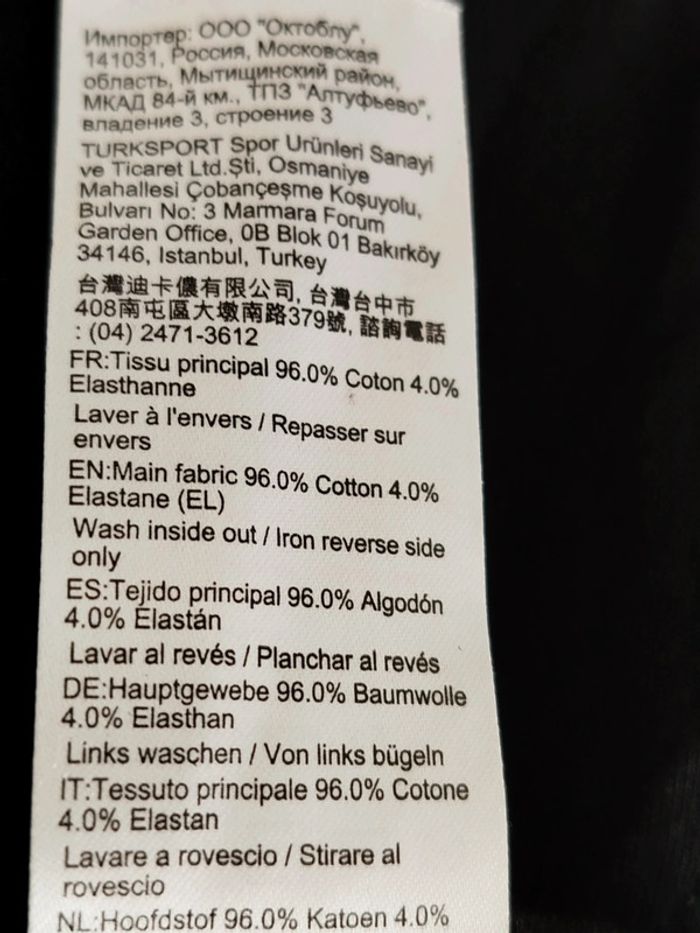 Импортер: ООО "Октоблу",
141031, Россия, Московская
область, Мытищинский район,
МКАД 84-й км., ТПЗ "Алтуфьево",
владение 3, строение 3
TURKSPORT Spor Urünleri Sanayi
ve Ticaret Ltd.Şti, Osmaniye
Mahallesi Çobançeşme Koşuyolu,
Bulvarı No: 3 Marmara Forum
Garden Office, 0B Blok 01 Bakırköy
34146, Istanbul, Turkey
台灣迪卡儂有限公司, 台灣台中市
408南屯區大墩南路379號, 諮詢電話
: (04) 2471-3612
FR:Tissu principal 96.0% Coton 4.0%
Elasthanne
Laver à l'envers / Repasser sur
envers
EN:Main fabric 96.0% Cotton 4.0%
Elastane (EL)
Wash inside out / Iron reverse side
only
ES:Tejido principal 96.0% Algodón
4.0% Elastán
Lavar al revés / Planchar al revés
DE:Hauptgewebe 96.0% Baumwolle
4.0% Elasthan
Links waschen / Von links bügeln
IT:Tessuto principale 96.0% Cotone
4.0% Elastan
Lavare a rovescio / Stirare al
rovescio
NL:Hoofdstof 96.0% Katoen 4.0%